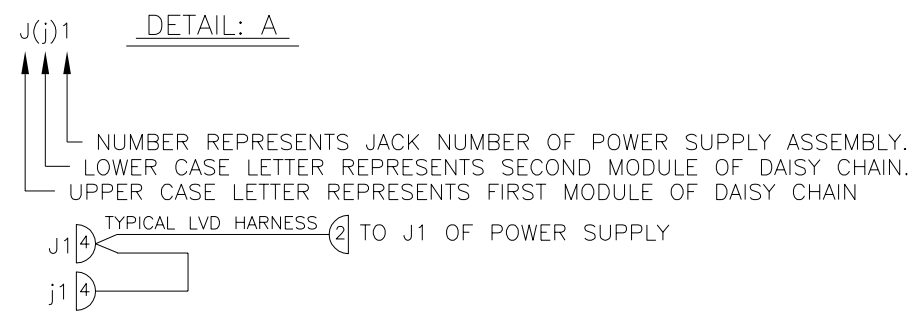 J(j)1 DETAIL: A
NUMBER REPRESENTS JACK NUMBER OF POWER SUPPLY ASSEMBLY.
LOWER CASE LETTER REPRESENTS SECOND MODULE OF DAISY CHAIN.
UPPER CASE LETTER REPRESENTS FIRST MODULE OF DAISY CHAIN
J1 4 TYPICAL LVD HARNESS 2 TO J1 OF POWER SUPPLY
j1 4